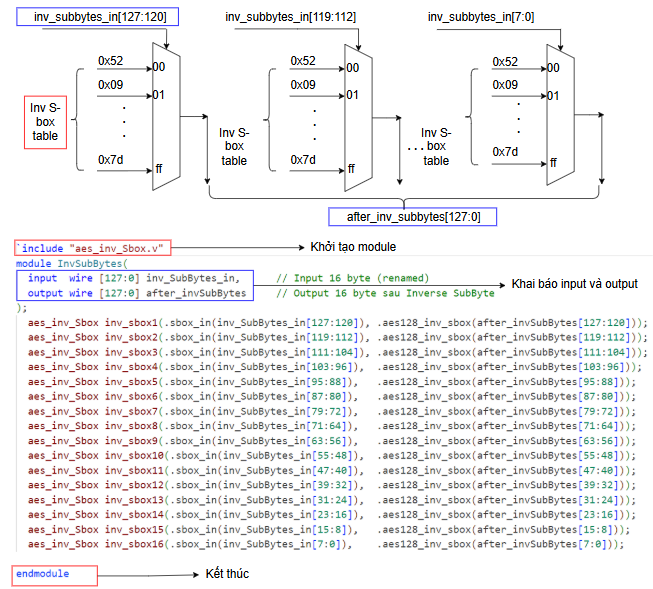 inv_subbytes_in[127:120]
inv_subbytes_in[119:112]
inv_subbytes_in[7:0]
0x52
00
0x09
01
.
.
.
Inv S-
box
table
0x7d
ff
0x52
00
0x09
01
.
.
.
Inv S-
box
table
0x7d
ff
...
0x52
00
0x09
01
.
.
.
Inv S-
box
table
0x7d
ff
after_inv_subbytes[127:0]
`include "aes_inv_Sbox.v"
Khởi tạo module
module InvSubBytes(
input wire [127:0] inv_SubBytes_in, // Input 16 byte (renamed)
output wire [127:0] after_invSubBytes // Output 16 byte sau Inverse SubByte
Khai báo input và output
);
aes_inv_Sbox inv_sbox1(.sbox_in(inv_SubBytes_in[127:120]), .aes128_inv_sbox(after_invSubBytes[127:120]));
aes_inv_Sbox inv_sbox2(.sbox_in(inv_SubBytes_in[119:112]), .aes128_inv_sbox(after_invSubBytes[119:112]));
aes_inv_Sbox inv_sbox3(.sbox_in(inv_SubBytes_in[111:104]), .aes128_inv_sbox(after_invSubBytes[111:104]));
aes_inv_Sbox inv_sbox4(.sbox_in(inv_SubBytes_in[103:96]), .aes128_inv_sbox(after_invSubBytes[103:96]));
aes_inv_Sbox inv_sbox5(.sbox_in(inv_SubBytes_in[95:88]), .aes128_inv_sbox(after_invSubBytes[95:88]));
aes_inv_Sbox inv_sbox6(.sbox_in(inv_SubBytes_in[87:80]), .aes128_inv_sbox(after_invSubBytes[87:80]));
aes_inv_Sbox inv_sbox7(.sbox_in(inv_SubBytes_in[79:72]), .aes128_inv_sbox(after_invSubBytes[79:72]));
aes_inv_Sbox inv_sbox8(.sbox_in(inv_SubBytes_in[71:64]), .aes128_inv_sbox(after_invSubBytes[71:64]));
aes_inv_Sbox inv_sbox9(.sbox_in(inv_SubBytes_in[63:56]), .aes128_inv_sbox(after_invSubBytes[63:56]));
aes_inv_Sbox inv_sbox10(.sbox_in(inv_SubBytes_in[55:48]), .aes128_inv_sbox(after_invSubBytes[55:48]));
aes_inv_Sbox inv_sbox11(.sbox_in(inv_SubBytes_in[47:40]), .aes128_inv_sbox(after_invSubBytes[47:40]));
aes_inv_Sbox inv_sbox12(.sbox_in(inv_SubBytes_in[39:32]), .aes128_inv_sbox(after_invSubBytes[39:32]));
aes_inv_Sbox inv_sbox13(.sbox_in(inv_SubBytes_in[31:24]), .aes128_inv_sbox(after_invSubBytes[31:24]));
aes_inv_Sbox inv_sbox14(.sbox_in(inv_SubBytes_in[23:16]), .aes128_inv_sbox(after_invSubBytes[23:16]));
aes_inv_Sbox inv_sbox15(.sbox_in(inv_SubBytes_in[15:8]), .aes128_inv_sbox(after_invSubBytes[15:8]));
aes_inv_Sbox inv_sbox16(.sbox_in(inv_SubBytes_in[7:0]), .aes128_inv_sbox(after_invSubBytes[7:0]));
endmodule
Kết thúc